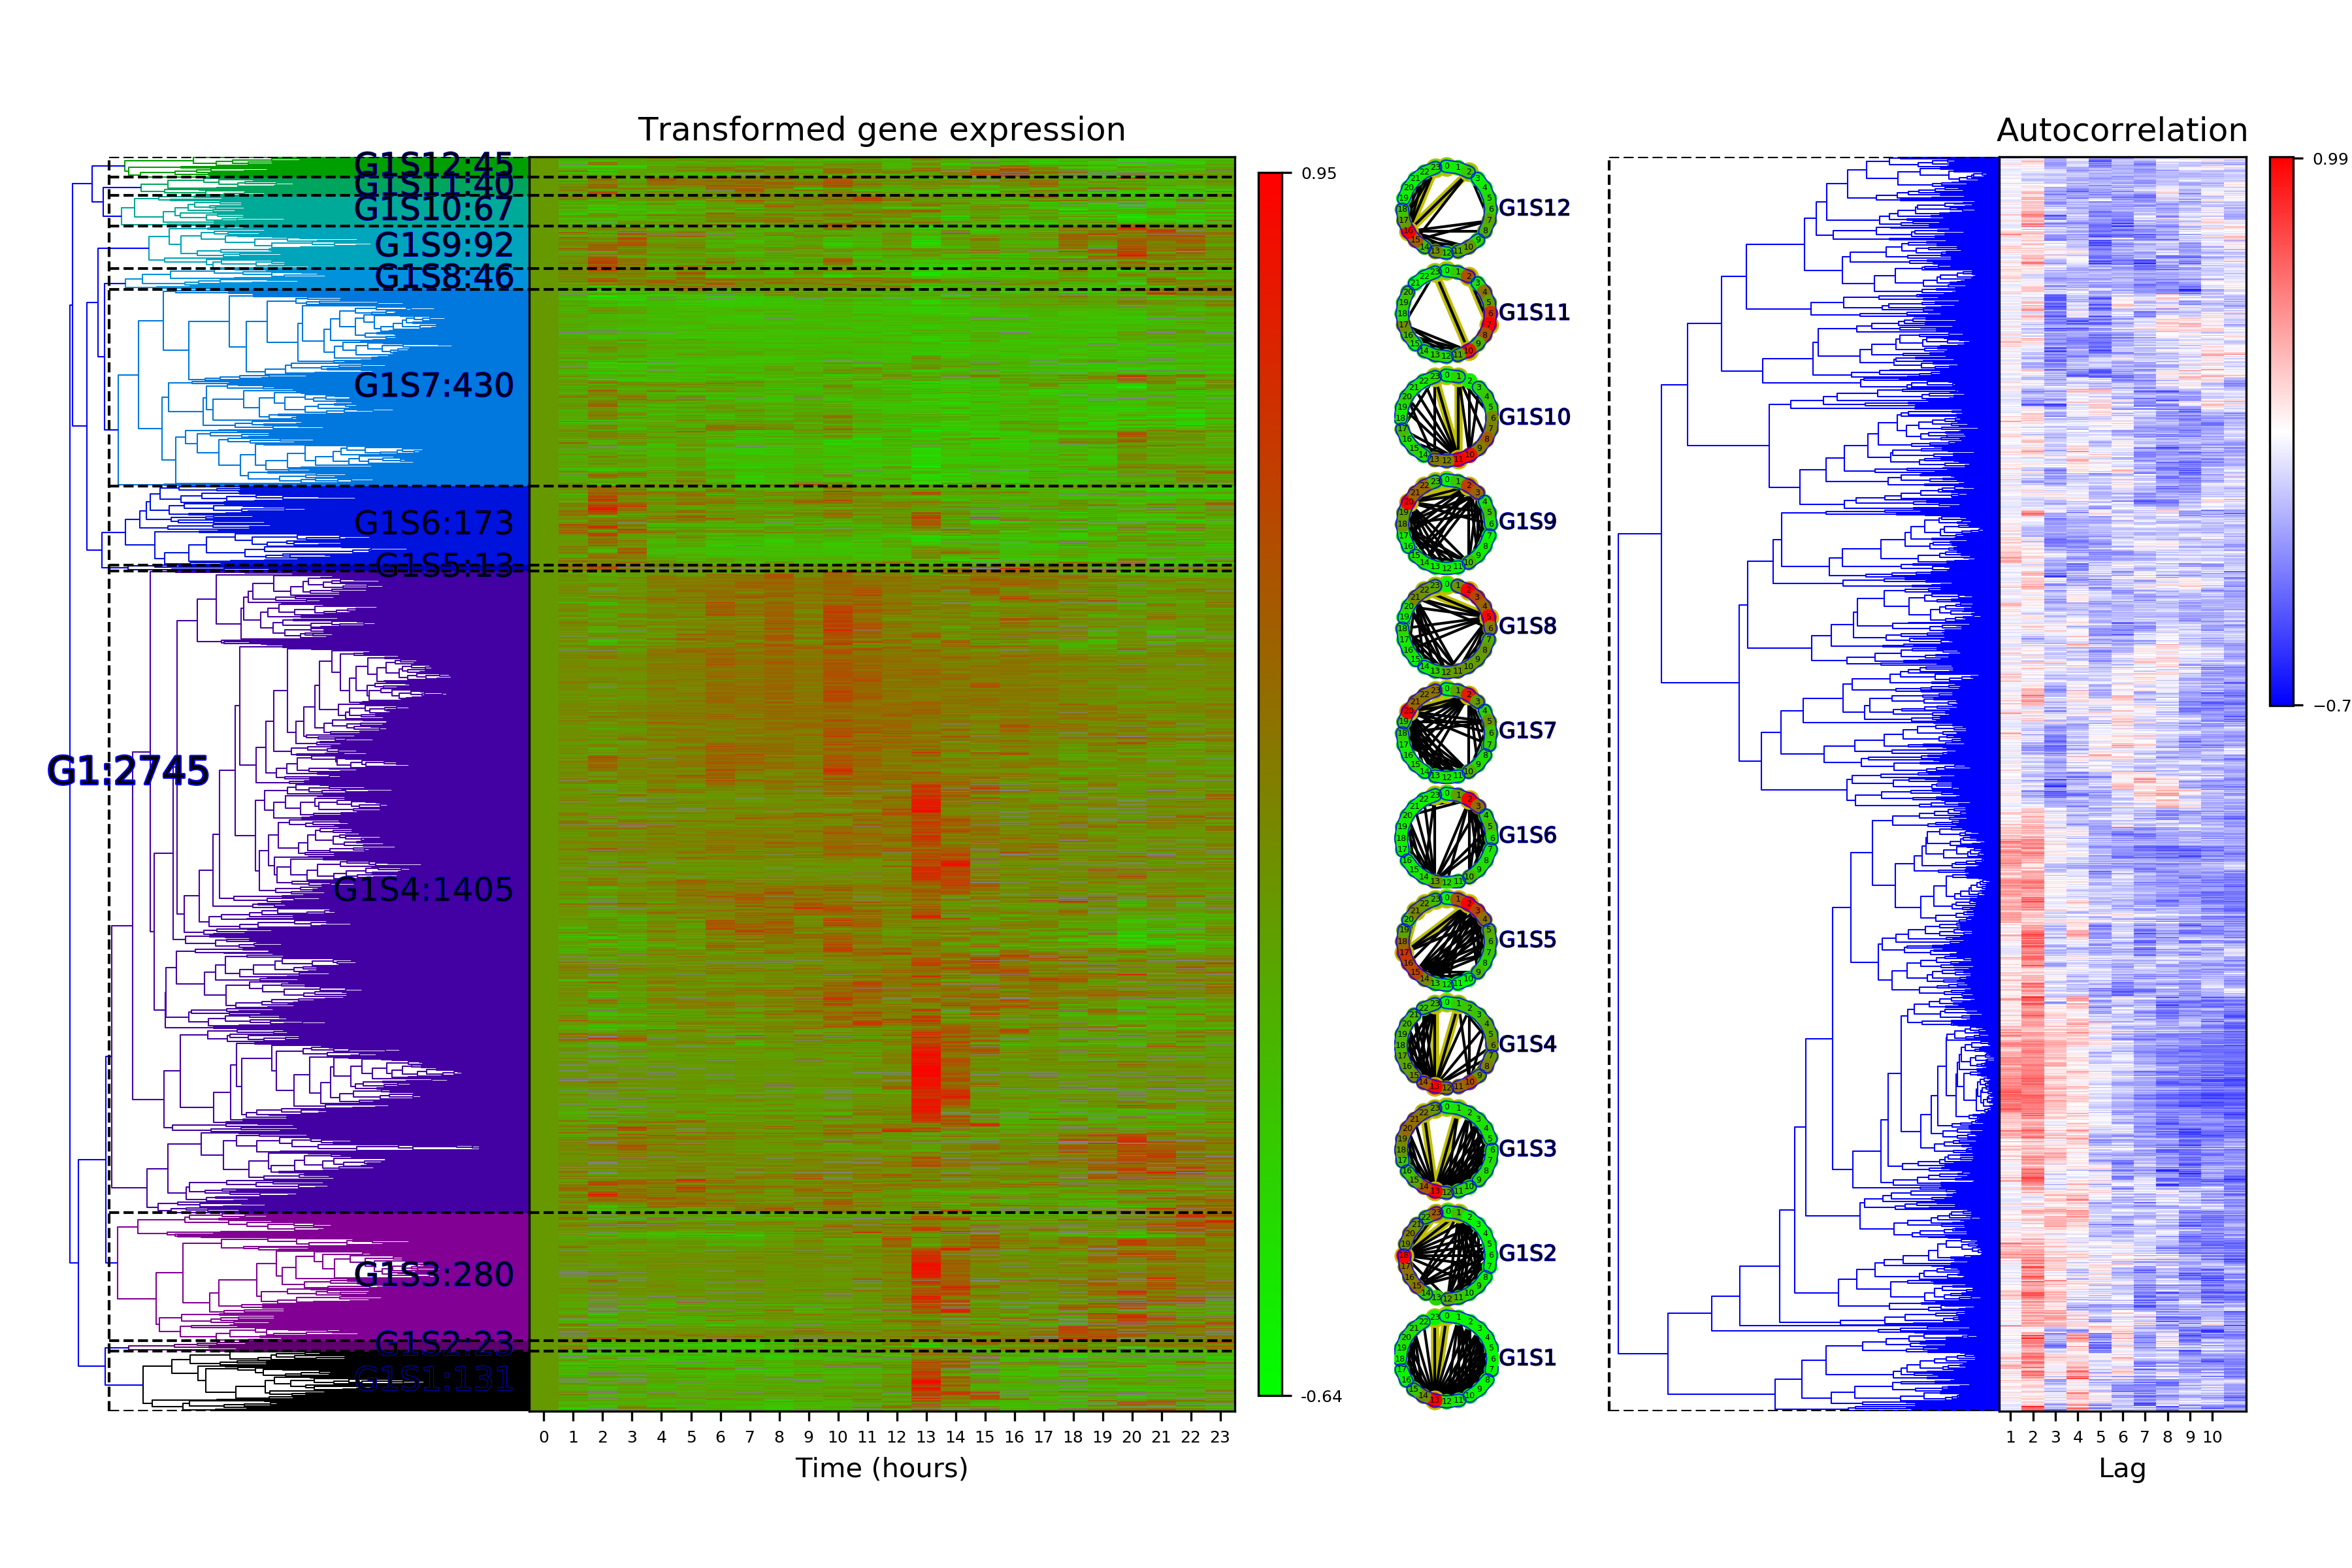 Transformed gene expression
Autocorrelation
G1S12:45
G1S11:40
G1S10:67
G1S9:92
G1S8:46
G1S7:430
G1S6:173
G1S5:13
G1:2745
G1S4:1405
G1S3:280
G1S2:23
G1S1:131
0 1 2 3 4 5 6 7 8 9 10 11 12 13 14 15 16 17 18 19 20 21 22 23
Time (hours)
0.95
-0.64
G1S12
G1S11
G1S10
G1S9
G1S8
G1S7
G1S6
G1S5
G1S4
G1S3
G1S2
G1S1
1 2 3 4 5 6 7 8 9 10
Lag
0.99
−0.7